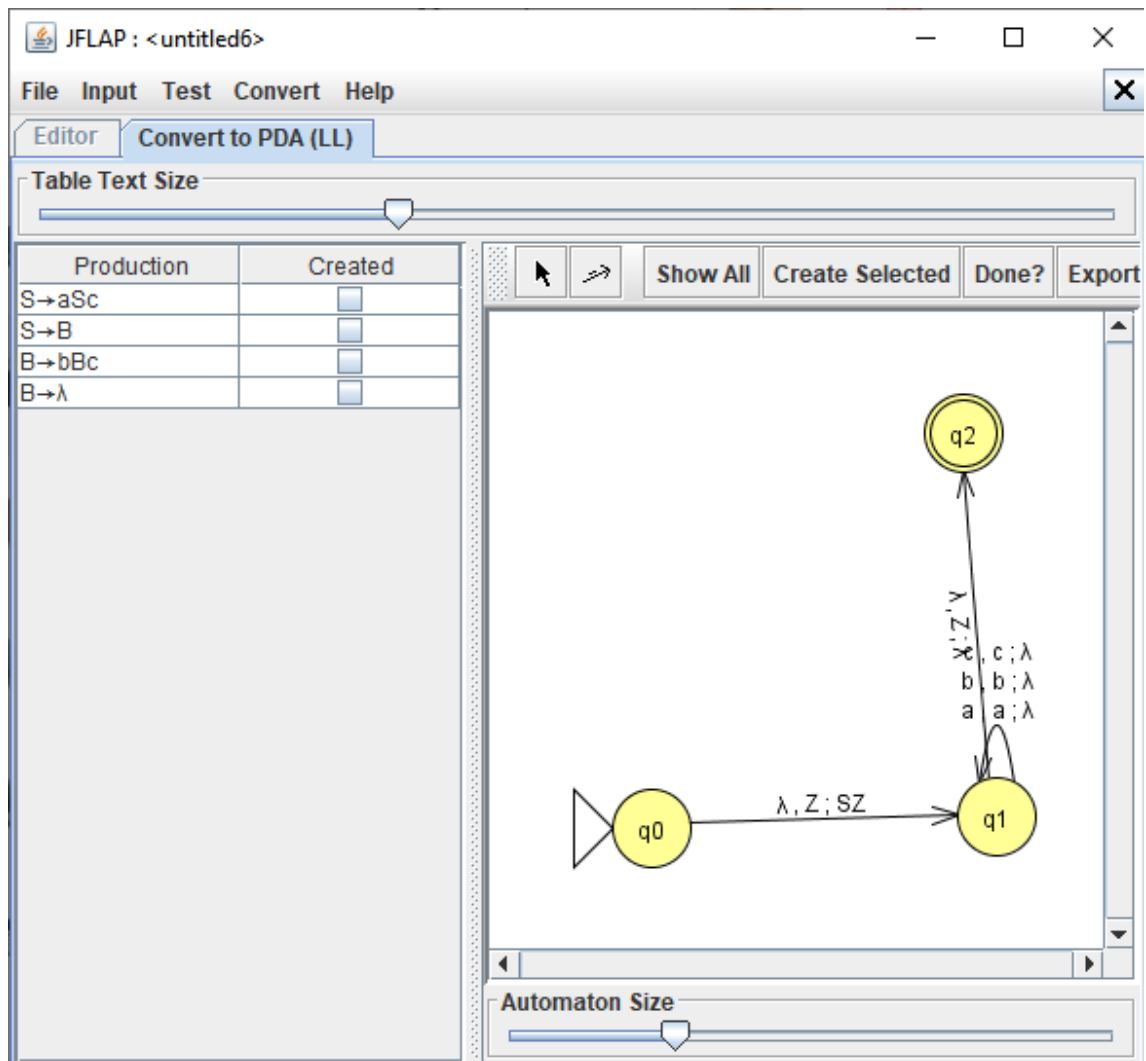 JFLAP : <untitled6>
File Input Test Convert Help
Editor Convert to PDA (LL)
Table Text Size
Production Created
S→aSc
S→B
B→bBc
B→λ
Show All Create Selected Done? Export
q2
λ , Z ; λ
c , c ; λ
b , b ; λ
a , a ; λ
λ , Z ; SZ
q0
q1
Automaton Size